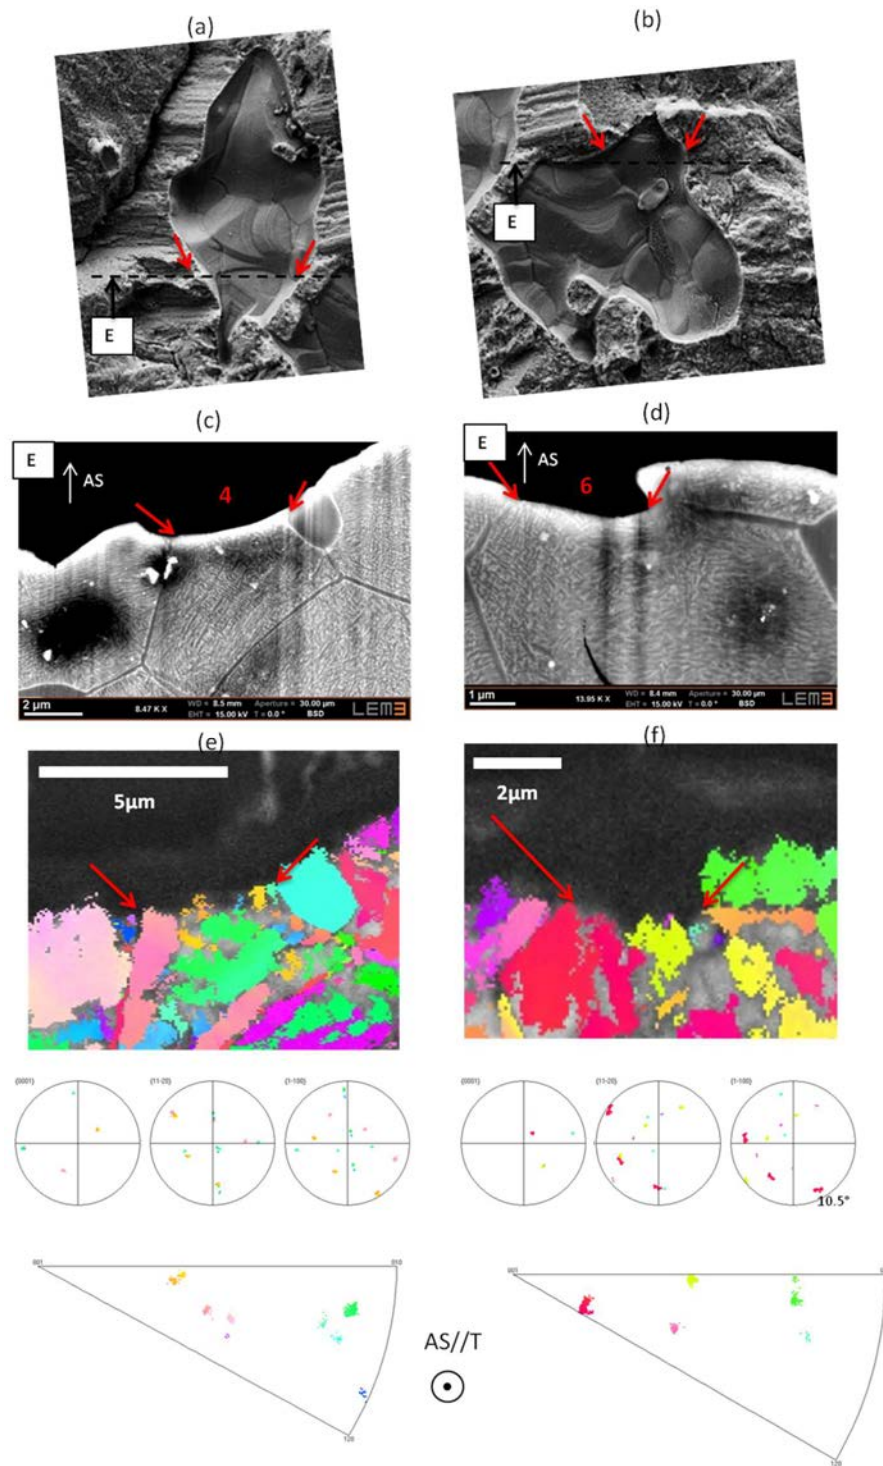 (a)
(b)
E
E
(c)
(d)
E
AS
4
E
AS
6
2 µm
8.47 K X
WD = 8.5 mm
Aperture = 30.00 µm
EHT = 15.00 kV
T = 0.0 °
BSD
LEM3
1 µm
13.95 K X
WD = 8.4 mm
Aperture = 30.00 µm
EHT = 15.00 kV
T = 0.0 °
BSD
LEM3
(e)
(f)
5µm
2µm
{0001}
{11-20}
{1-100}
{0001}
{11-20}
{1-100}
10.5°
001
010
120
001
120
AS//T